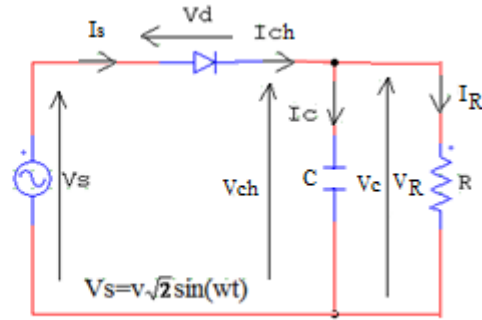 Vd
Is
Ich
Ic
IR
Vs
Vch
C
Vc
VR
R
Vs=v√2sin(wt)